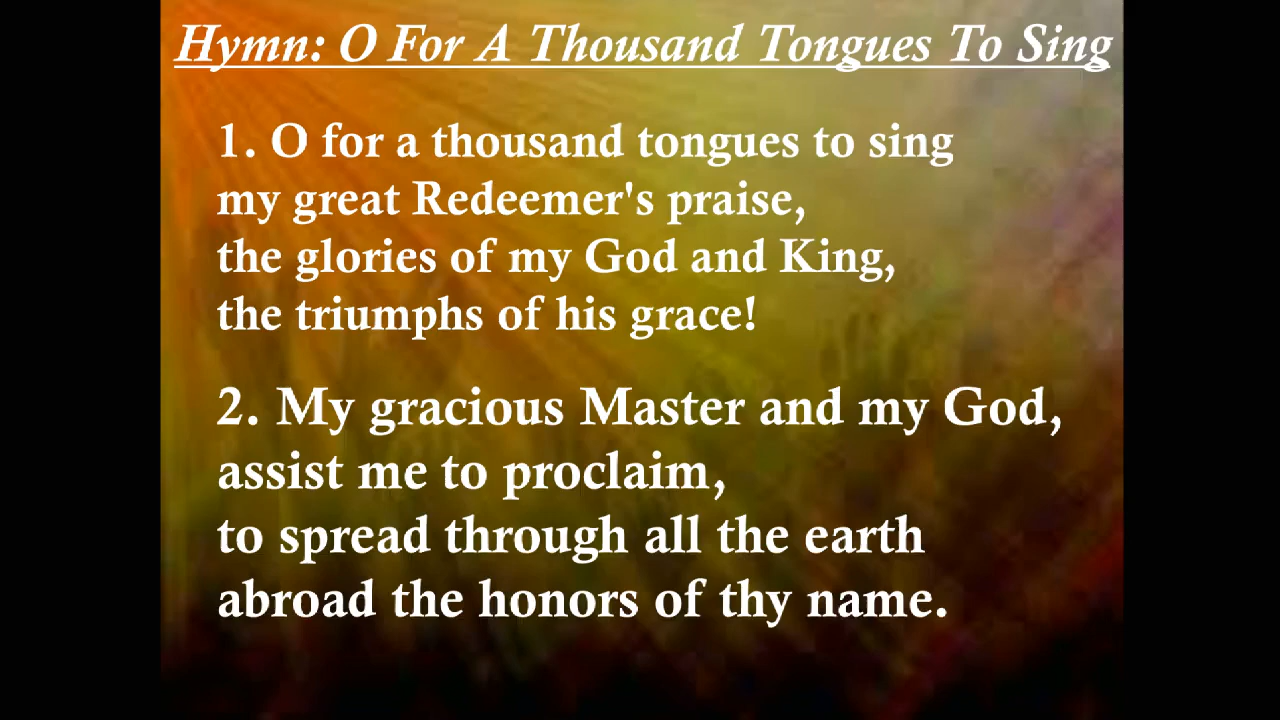 Hymn: O For A Thousand Tongues To Sing
1. O for a thousand tongues to sing
my great Redeemer's praise,
the glories of my God and King,
the triumphs of his grace!
2. My gracious Master and my God,
assist me to proclaim,
to spread through all the earth
abroad the honors of thy name.